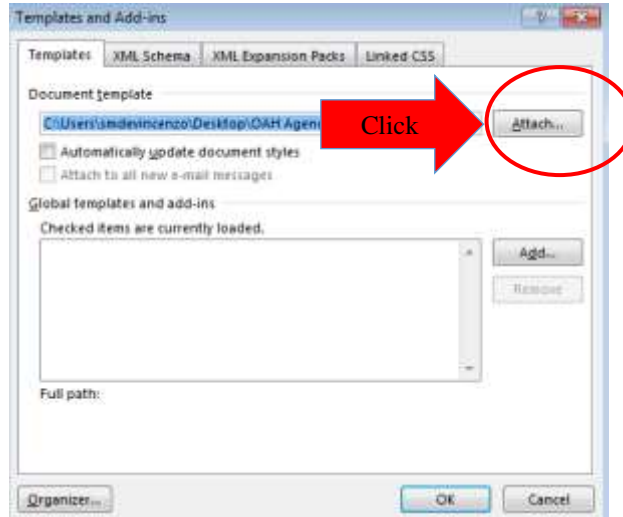 Templates and Add-ins
Templates XML Schema XML Expansion Packs Linked CSS
Document template
C:\Users\smdevincenzo\Desktop\OAH Agenc Click Attach...
Automatically update document styles
Attach to all new e-mail messages
Global templates and add-ins
Checked items are currently loaded.
Add...
Remove
Full path:
Organizer... OK Cancel